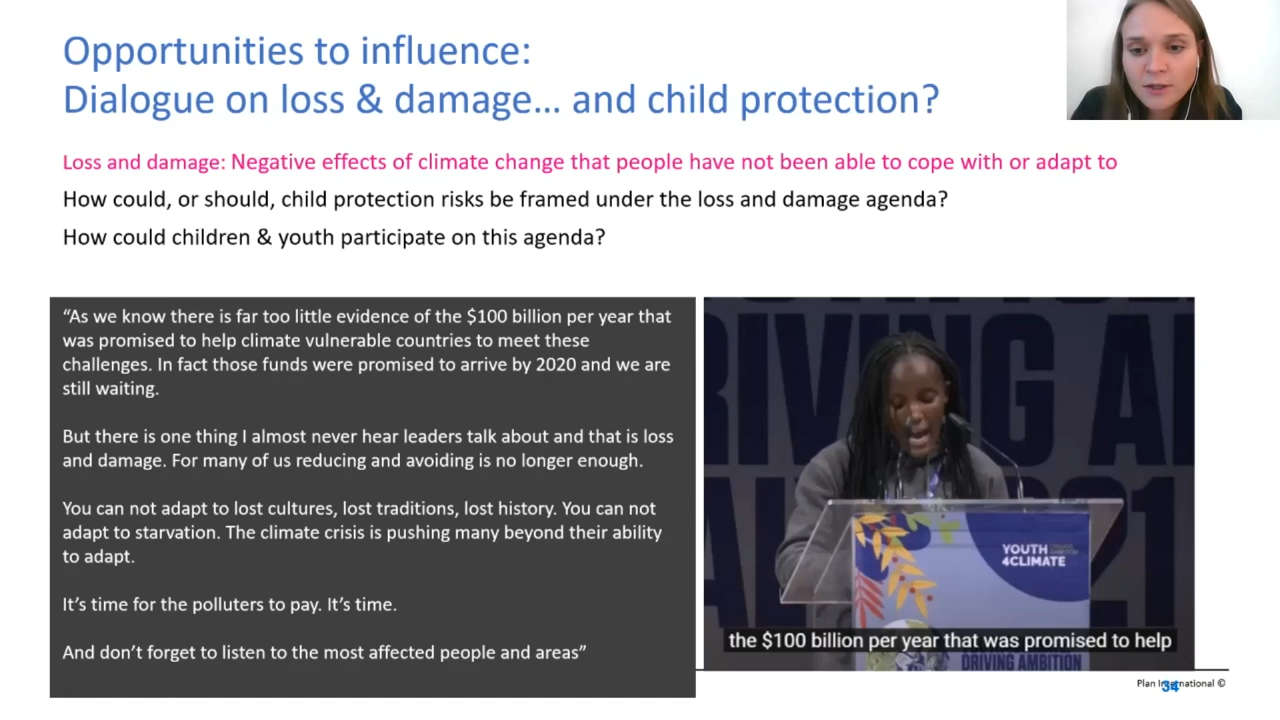 Opportunities to influence:
Dialogue on loss & damage... and child protection?
Loss and damage: Negative effects of climate change that people have not been able to cope with or adapt to
How could, or should, child protection risks be framed under the loss and damage agenda?
How could children & youth participate on this agenda?
“As we know there is far too little evidence of the $100 billion per year that
was promised to help climate vulnerable countries to meet these
challenges. In fact those funds were promised to arrive by 2020 and we are
still waiting.
But there is one thing I almost never hear leaders talk about and that is loss
and damage. For many of us reducing and avoiding is no longer enough.
You can not adapt to lost cultures, lost traditions, lost history. You can not
adapt to starvation. The climate crisis is pushing many beyond their ability
to adapt.
It’s time for the polluters to pay. It’s time.
And don’t forget to listen to the most affected people and areas”
YOUTH
4CLIMATE
the $100 billion per year that was promised to help
DRIVING AMBITION
Plan International ©
34